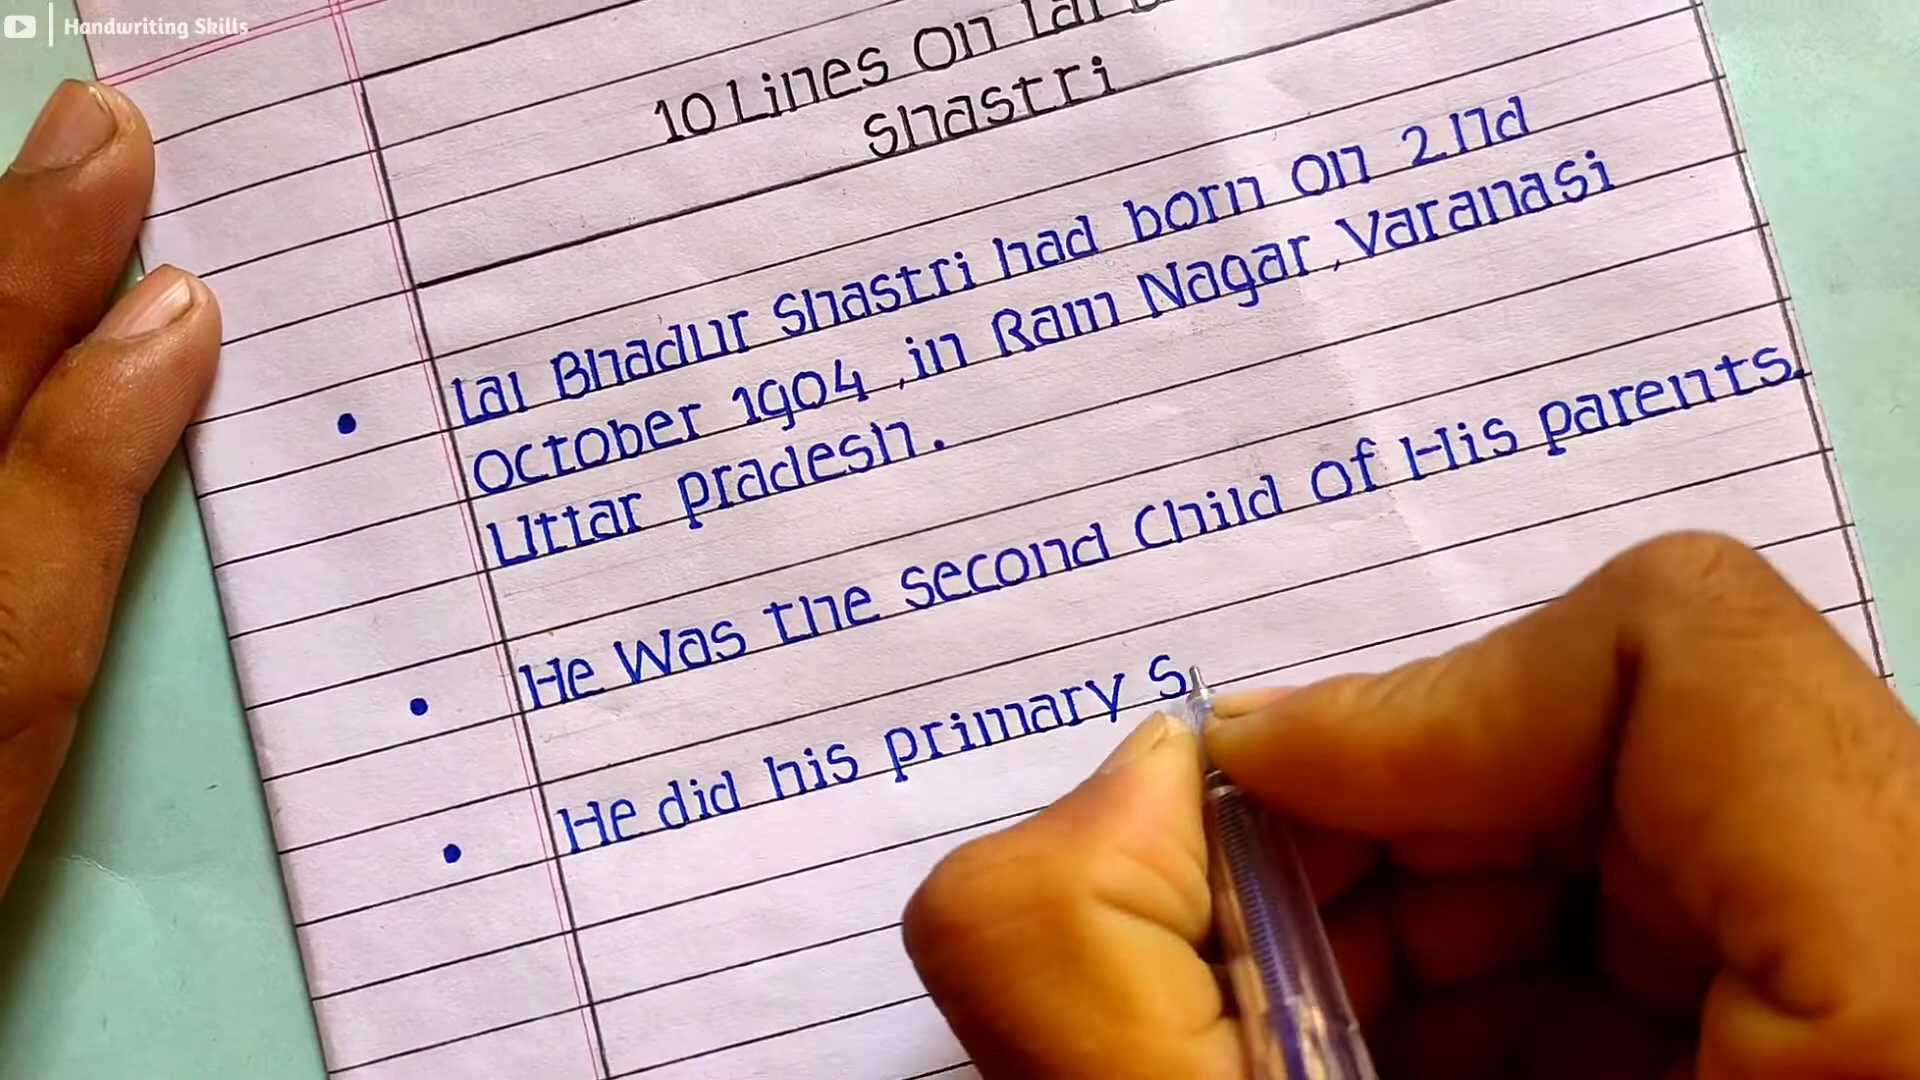 Handwriting Skills
10 Lines On Lal
Shastri
Lal Bhadur Shastri had born On 2nd
October 1904 ,in Ram Nagar ,Varanasi
Uttar pradesh.
He Was the second Child of His parents.
He did his primary S